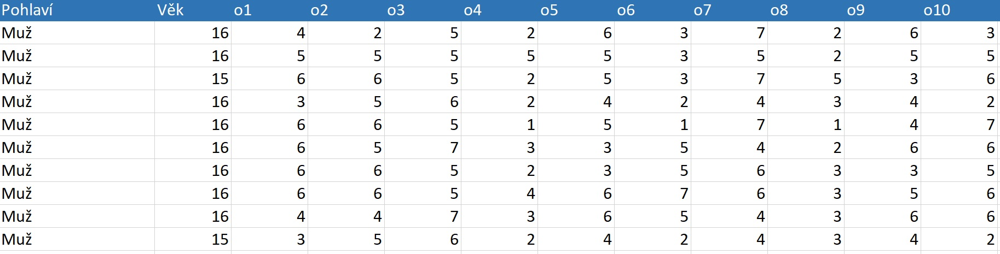 Pohlaví Věk o1 o2 o3 o4 o5 o6 o7 o8 o9 o10
Muž 16 4 2 5 2 6 3 7 2 6 3
Muž 16 5 5 5 5 5 3 5 2 5 5
Muž 15 6 6 5 2 5 3 7 5 3 6
Muž 16 3 5 6 2 4 2 4 3 4 2
Muž 16 6 6 5 1 5 1 7 1 4 7
Muž 16 6 5 7 3 3 5 4 2 6 6
Muž 16 6 6 5 2 3 5 6 3 3 5
Muž 16 6 6 5 4 6 7 6 3 5 6
Muž 16 4 4 7 3 6 5 4 3 6 6
Muž 15 3 5 6 2 4 2 4 3 4 2